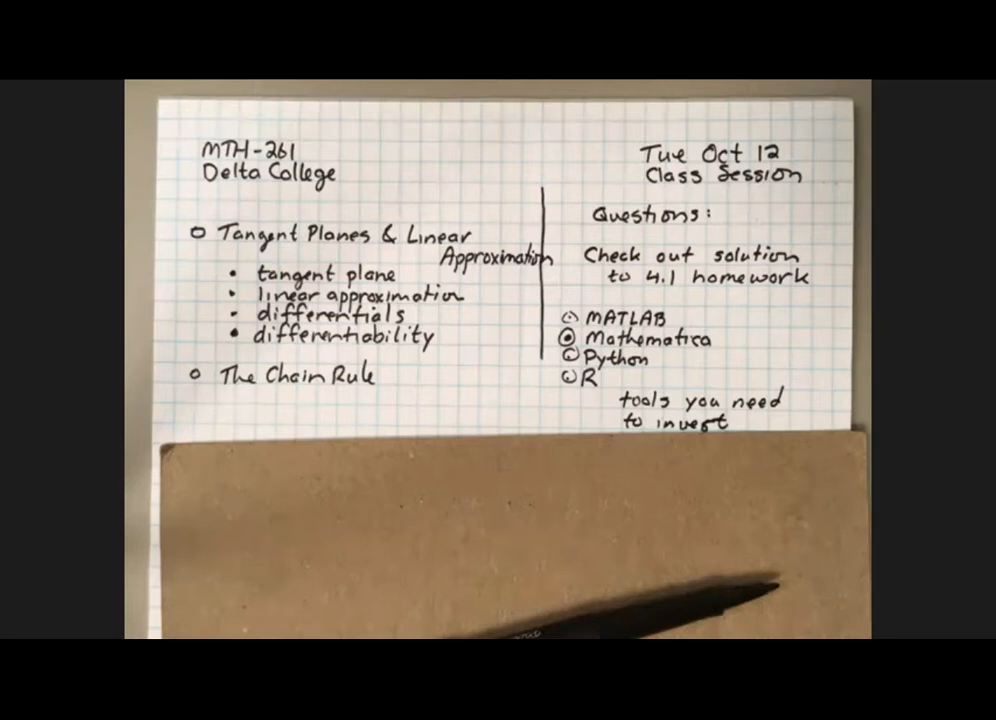 MTH-261
Delta College
Tue Oct 12
Class Session
○ Tangent Planes & Linear
Approximation
• tangent plane
• linear approximation
• differentials
• differentiability
○ The Chain Rule
Questions:
Check out solution
to 4.1 homework
MATLAB
Mathematica
Python
R
tools you need
to invest